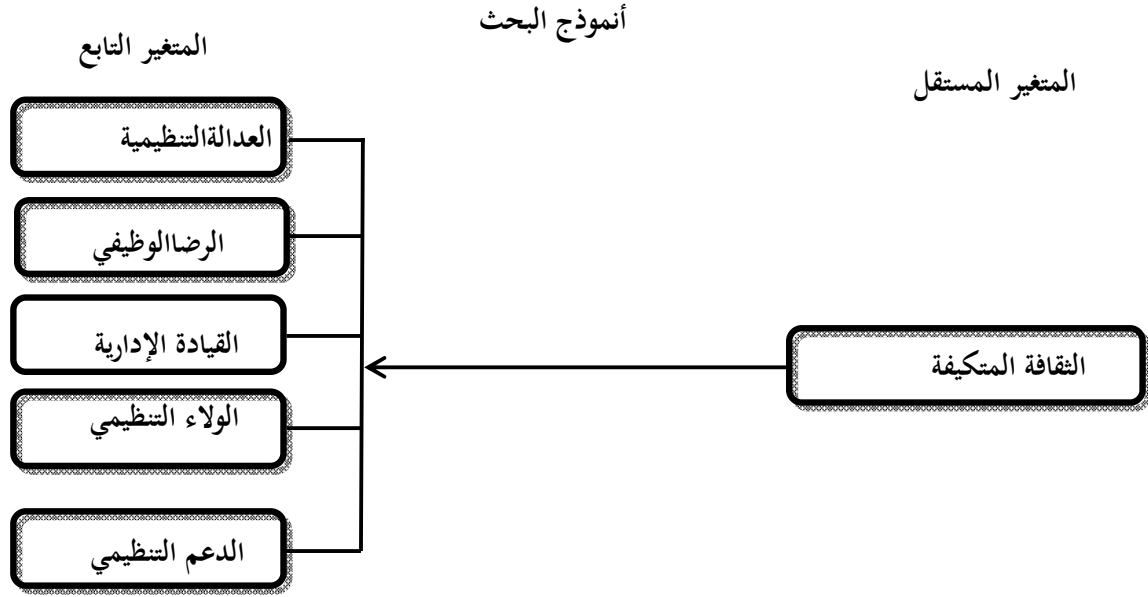 أنموذج البحث
المتغير المستقل
المتغير التابع
الثقافة المتكيفة
العدالةالتنظيمية
الرضاالوظيفي
القيادة الإدارية
الولاء التنظيمي
الدعم التنظيمي